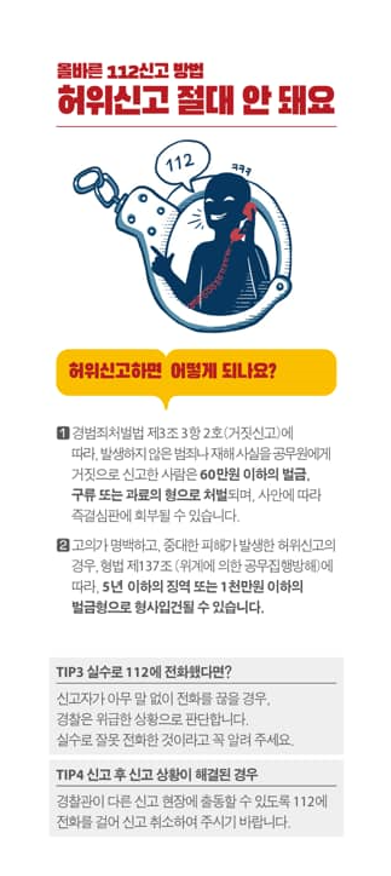 올바른 112신고 방법
허위신고 절대 안 돼요
112
ㅋㅋㅋ
허위신고하면 어떻게 되나요?
1 경범죄처벌법 제3조 3항 2호(거짓신고)에
따라, 발생하지 않은 범죄나 재해 사실을 공무원에게
거짓으로 신고한 사람은 60만원 이하의 벌금,
구류 또는 과료의 형으로 처벌되며, 사안에 따라
즉결심판에 회부될 수 있습니다.
2 고의가 명백하고, 중대한 피해가 발생한 허위신고의
경우, 형법 제137조 (위계에 의한 공무집행방해)에
따라, 5년 이하의 징역 또는 1천만원 이하의
벌금형으로 형사입건될 수 있습니다.
TIP3 실수로 112에 전화했다면?
신고자가 아무 말 없이 전화를 끊을 경우,
경찰은 위급한 상황으로 판단합니다.
실수로 잘못 전화한 것이라고 꼭 알려 주세요.
TIP4 신고 후 신고 상황이 해결된 경우
경찰관이 다른 신고 현장에 출동할 수 있도록 112에
전화를 걸어 신고 취소하여 주시기 바랍니다.